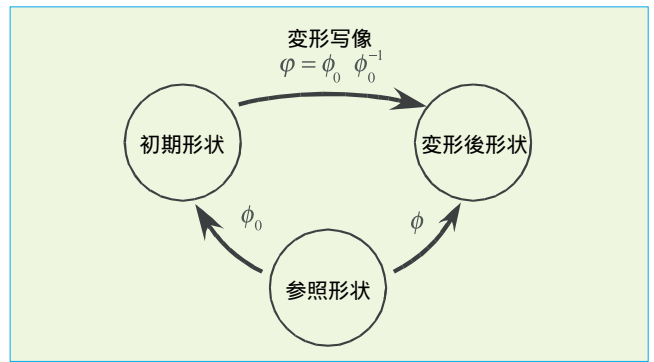 変形写像
φ = ϕ₀ ϕ₀⁻¹
初期形状
変形後形状
ϕ₀
ϕ
参照形状